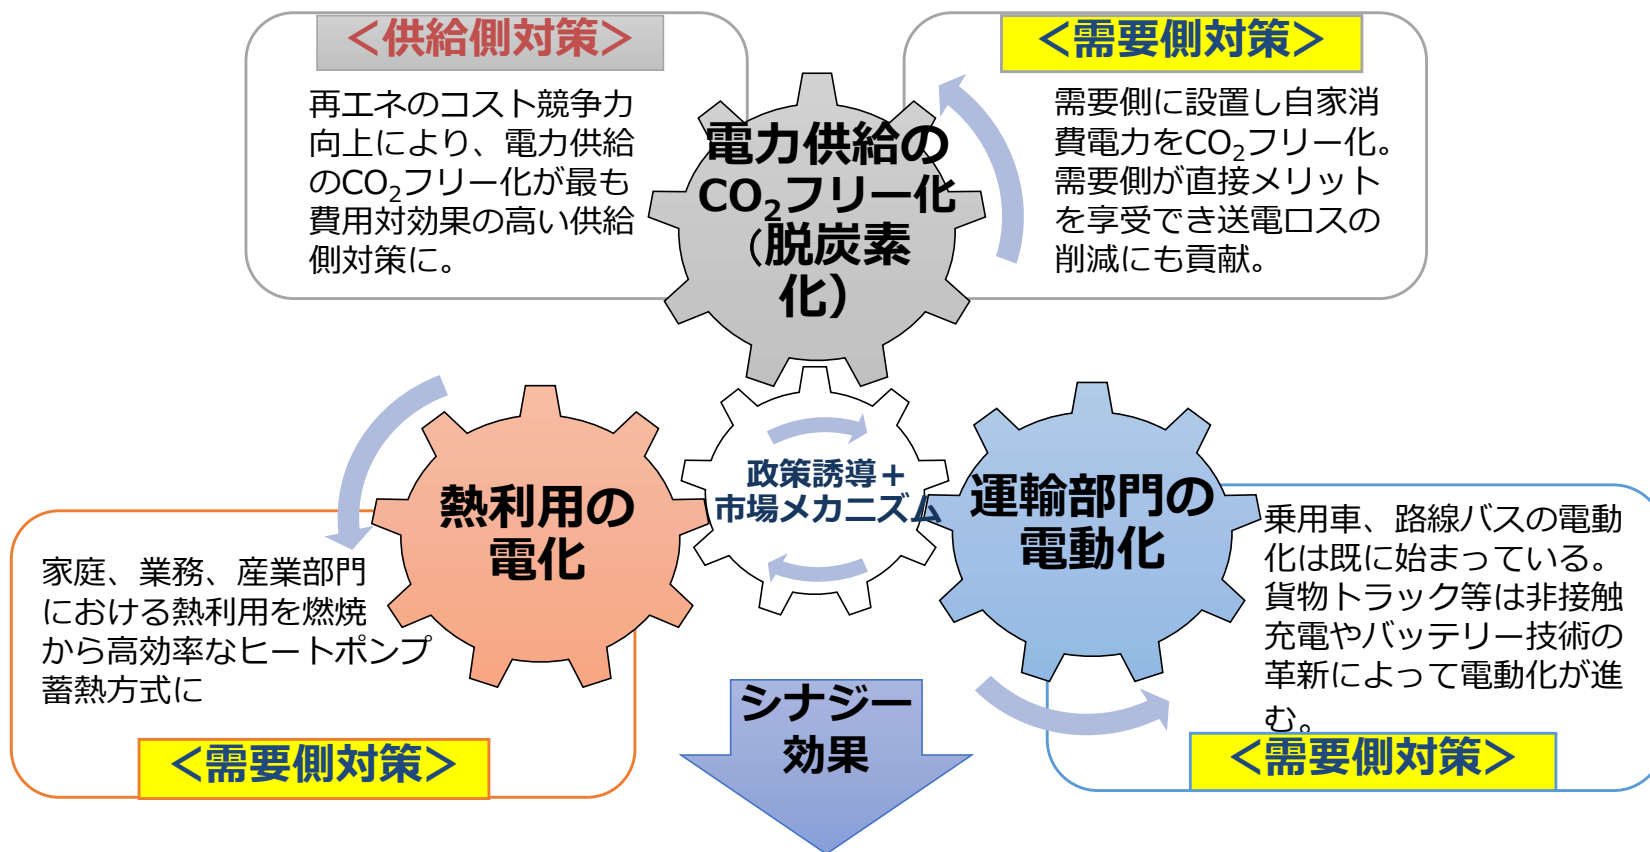 ＜供給側対策＞
再エネのコスト競争力
向上により、電力供給
のCO₂フリー化が最も
費用対効果の高い供給
側対策に。
電力供給の
CO₂フリー化
（脱炭素
化）
＜需要側対策＞
需要側に設置し自家消
費電力をCO₂フリー化。
需要側が直接メリット
を享受でき送電ロスの
削減にも貢献。
熱利用の
電化
政策誘導＋
市場メカニズム
運輸部門の
電動化
家庭、業務、産業部門
における熱利用を燃焼
から高効率なヒートポンプ
蓄熱方式に
＜需要側対策＞
乗用車、路線バスの電動
化は既に始まっている。
貨物トラック等は非接触
充電やバッテリー技術の
革新によって電動化が進
む。
＜需要側対策＞
シナジー
効果